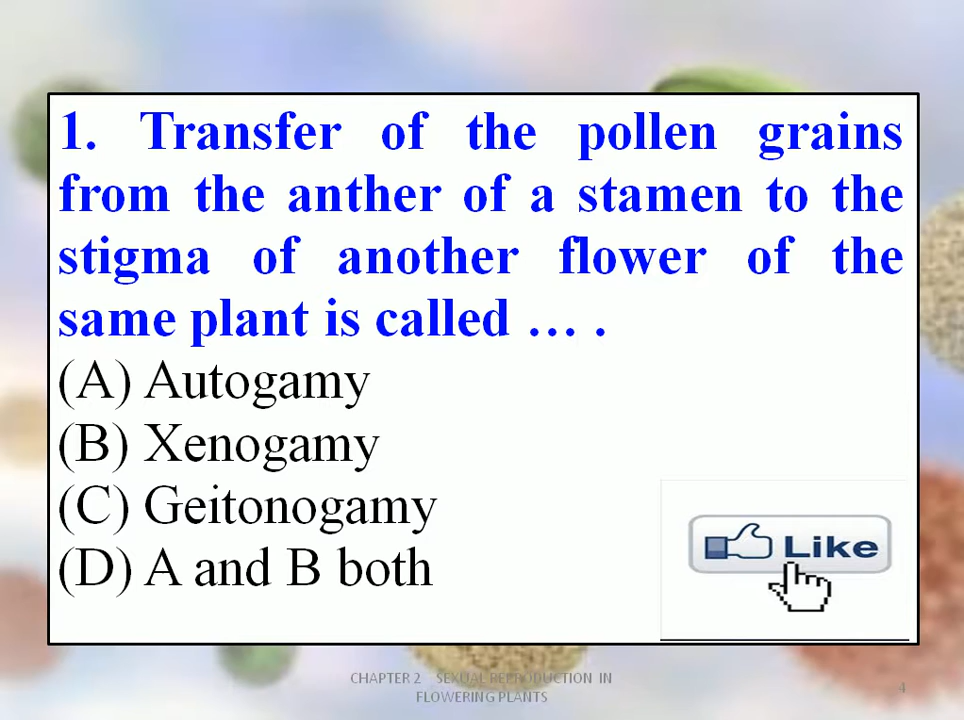 1. Transfer of the pollen grains
from the anther of a stamen to the
stigma of another flower of the
same plant is called … .
(A) Autogamy
(B) Xenogamy
(C) Geitonogamy
(D) A and B both
Like
CHAPTER 2 SEXUAL REPRODUCTION IN
FLOWERING PLANTS
4